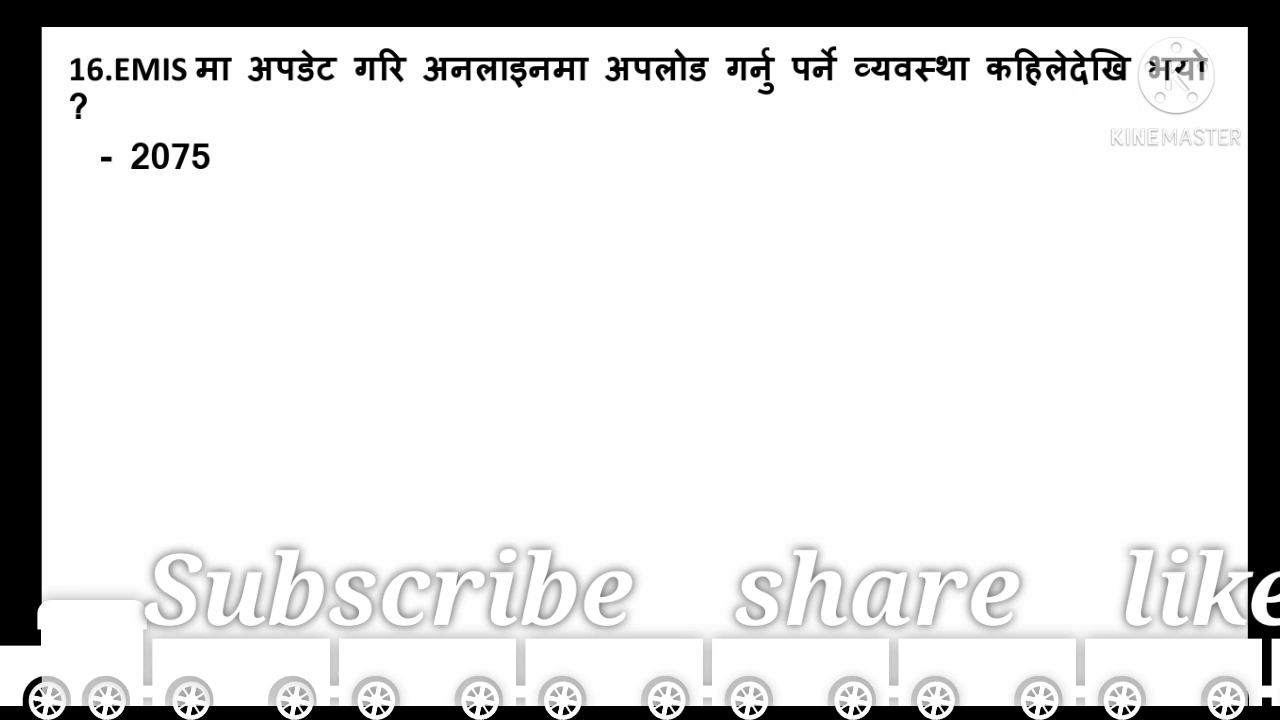 16.EMIS मा अपडेट गरि अनलाइनमा अपलोड गर्नु पर्ने व्यवस्था कहिलेदेखि भयो
?
- 2075
KINEMASTER
Subscribe share like